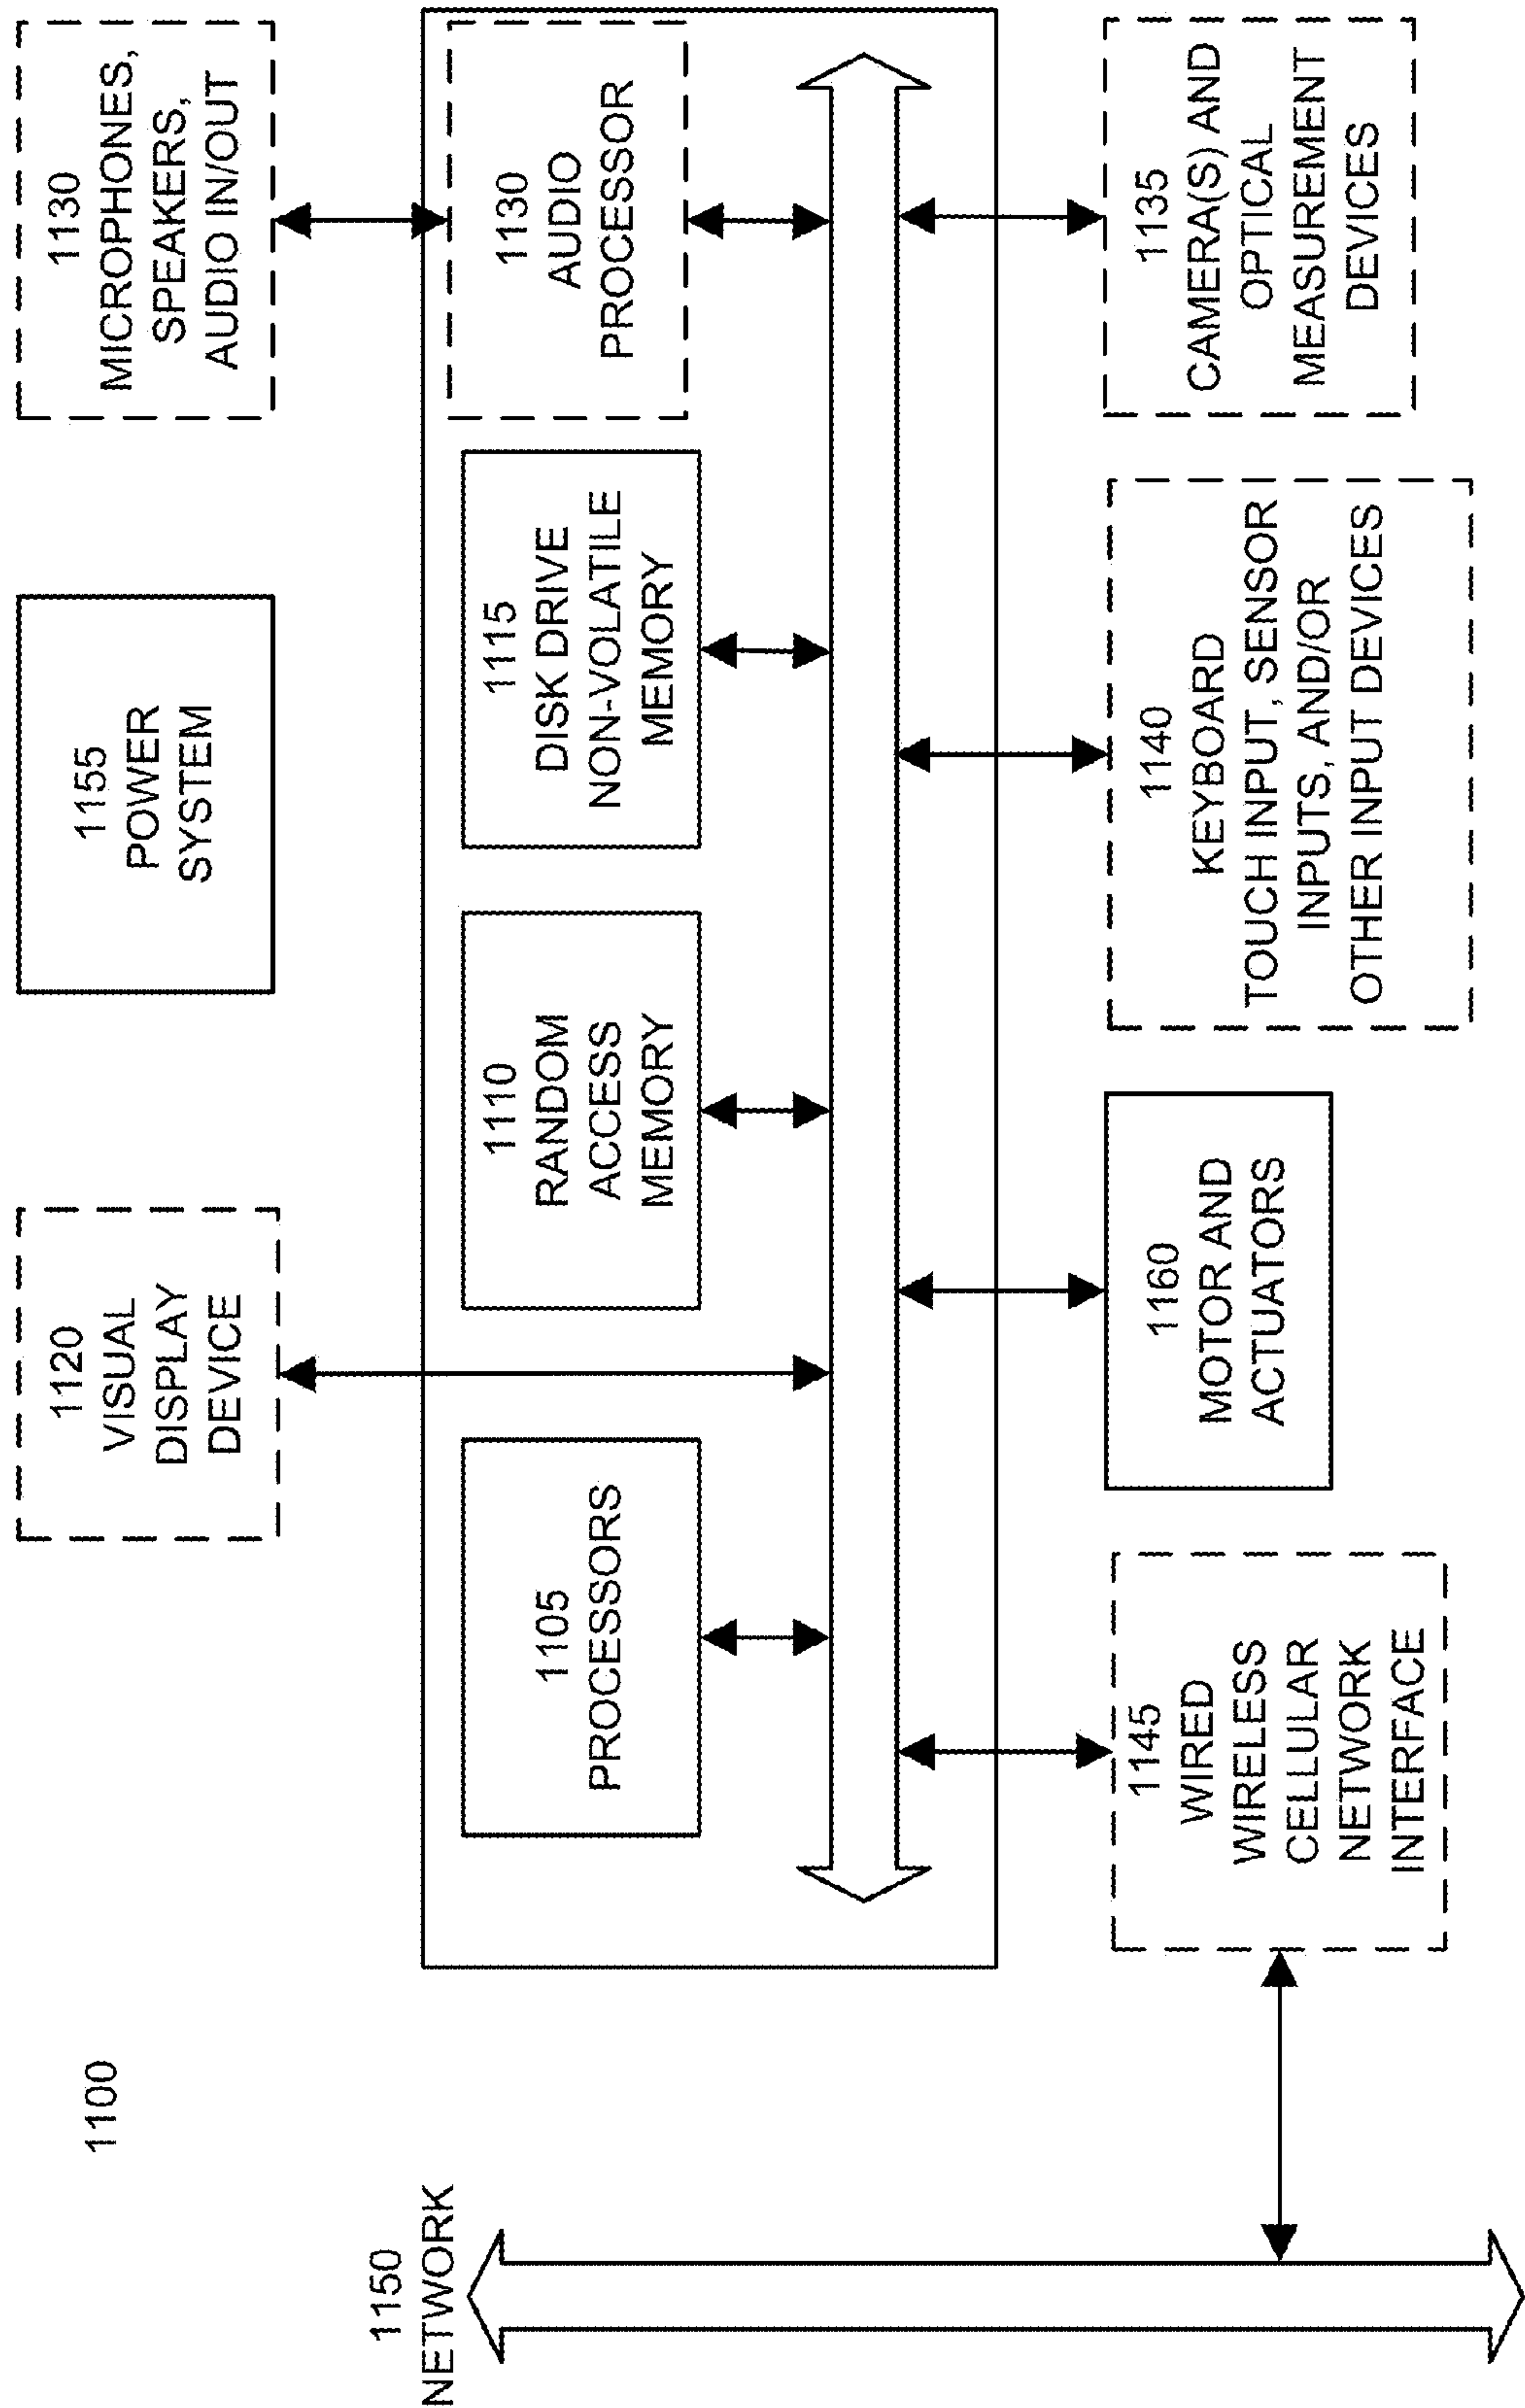 1100
1120
VISUAL
DISPLAY
DEVICE
1155
POWER
SYSTEM
1130
MICROPHONES,
SPEAKERS,
AUDIO IN/OUT
1150
NETWORK
1105
PROCESSORS
1110
RANDOM
ACCESS
MEMORY
1115
DISK DRIVE
NON-VOLATILE
MEMORY
1130
AUDIO
PROCESSOR
1145
WIRED
WIRELESS
CELLULAR
NETWORK
INTERFACE
1160
MOTOR AND
ACTUATORS
1140
KEYBOARD
TOUCH INPUT, SENSOR
INPUTS, AND/OR
OTHER INPUT DEVICES
1135
CAMERA(S) AND
OPTICAL
MEASUREMENT
DEVICES